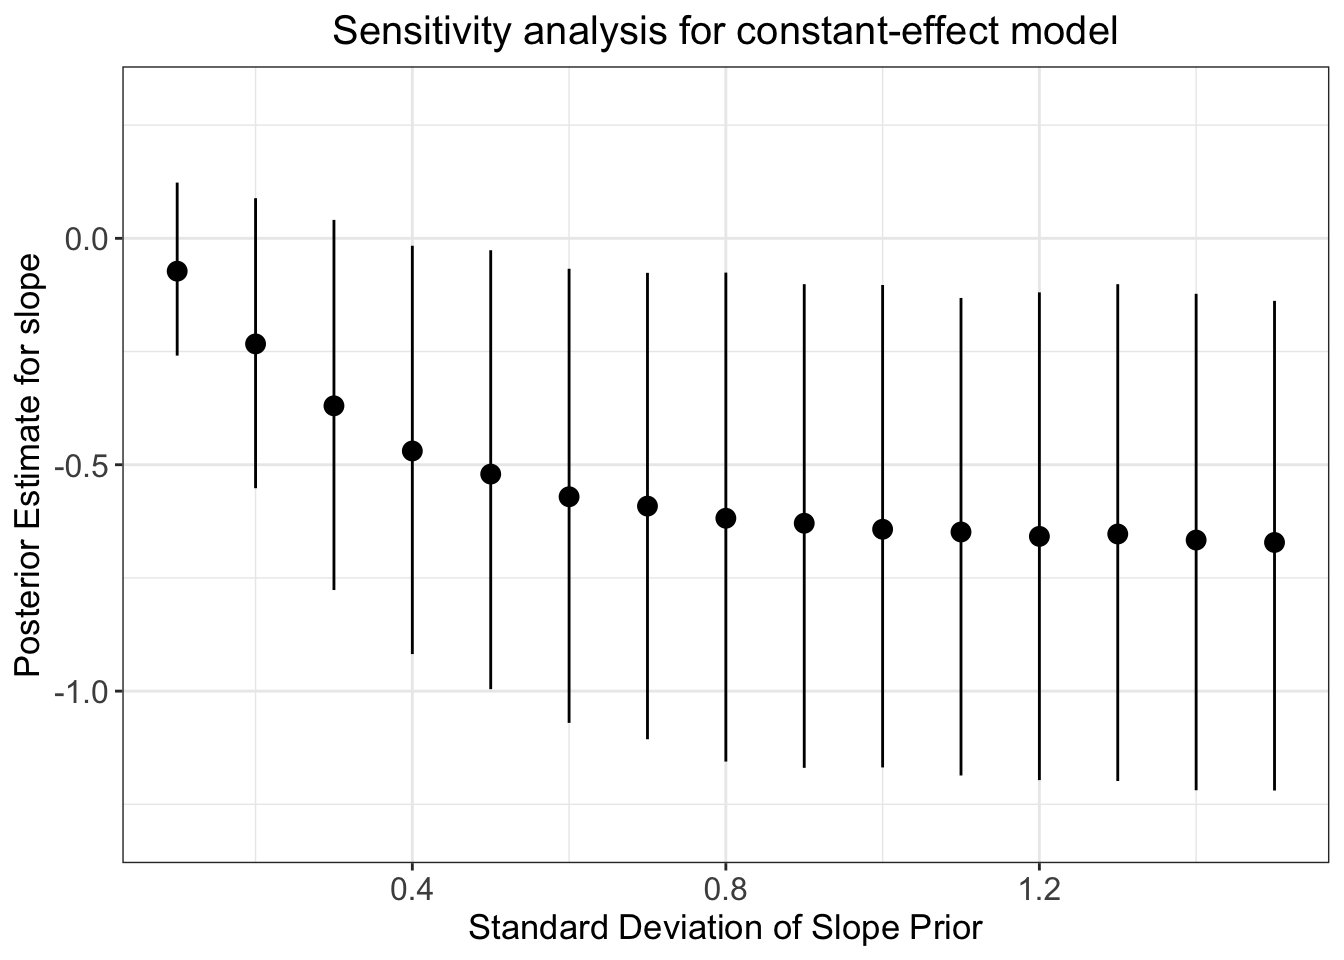 Sensitivity analysis for constant-effect model
Posterior Estimate for slope
0.0
-0.5
-1.0
0.4
0.8
1.2
Standard Deviation of Slope Prior